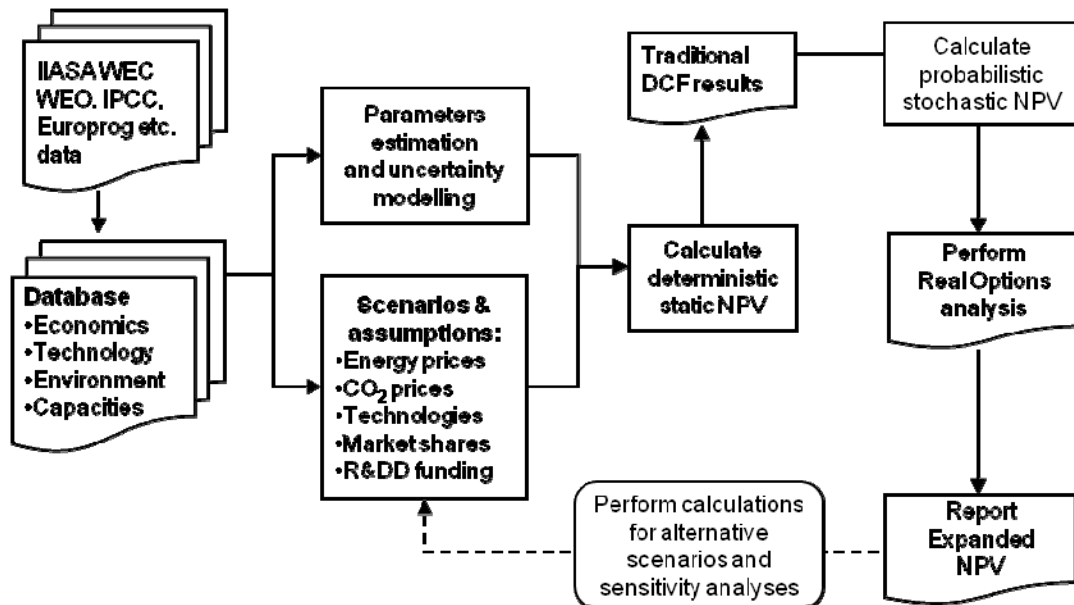 IIASA WEC
WEO. IPCC,
Europrog etc.
data
Database
•Economics
•Technology
•Environment
•Capacities
Parameters
estimation
and uncertainty
modelling
Scenarios &
assumptions:
•Energy prices
•CO₂ prices
•Technologies
•Market shares
•R&DD funding
Calculate
deterministic
static NPV
Traditional
DCF results
Calculate
probabilistic
stochastic NPV
Perform
Real Options
analysis
Report
Expanded
NPV
Perform calculations
for alternative
scenarios and
sensitivity analyses